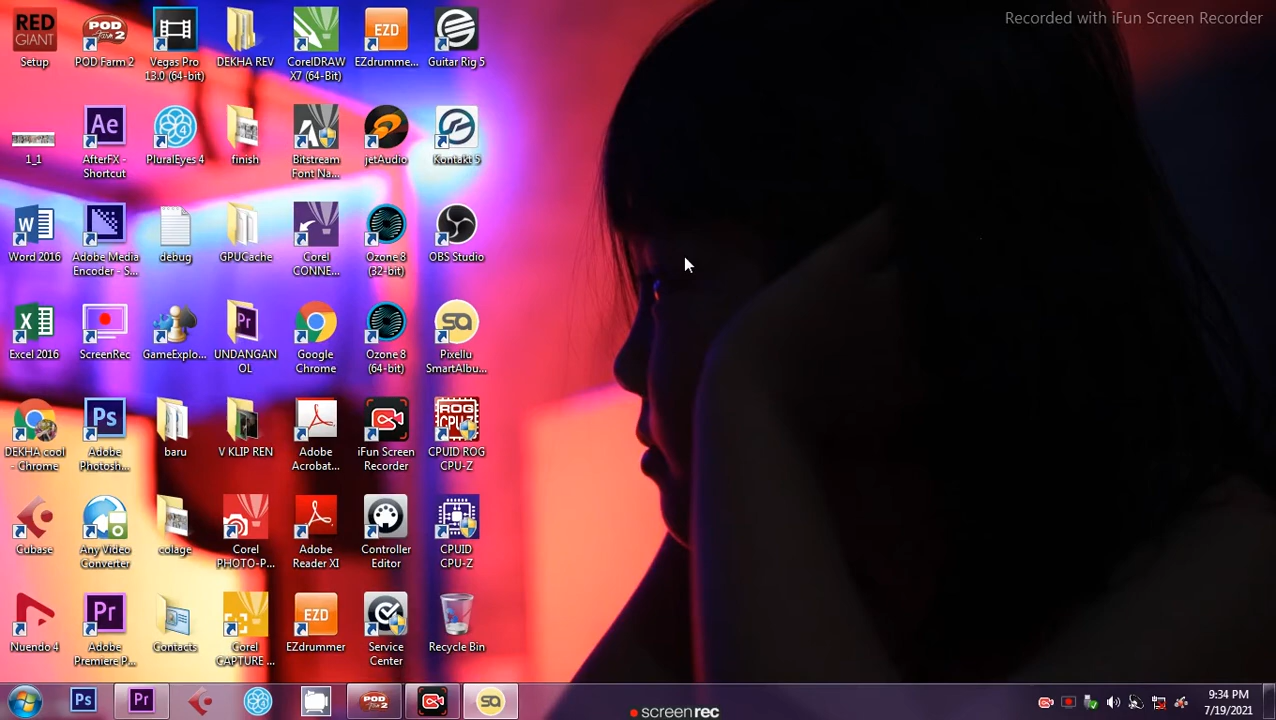 Recorded with iFun Screen Recorder
RED
GIANT
Setup
POD
Farm
2
POD Farm 2
Vegas Pro
13.0 (64-bit)
DEKHA REV
CorelDRAW
X7 (64-Bit)
EZD
EZdrumme...
Guitar Rig 5
1_1
Ae
AfterFX -
Shortcut
4
PluralEyes 4
finish
Bitstream
Font Na...
jetAudio
Kontakt 5
W
Word 2016
Adobe Media
Encoder - S...
debug
GPUCache
Corel
CONNE...
Ozone 8
(32-bit)
OBS Studio
X
Excel 2016
ScreenRec
GameExplo...
Pr
UNDANGAN
OL
Google
Chrome
Ozone 8
(64-bit)
sa
Pixellu
SmartAlbu...
DEKHA cool
- Chrome
Ps
Adobe
Photosh...
baru
V KLIP REN
Adobe
Acrobat...
iFun Screen
Recorder
ROG
CPU-Z
CPUID ROG
CPU-Z
Cubase
Any Video
Converter
colage
Corel
PHOTO-P...
Adobe
Reader XI
Controller
Editor
CPUID
CPU-Z
Nuendo 4
Pr
Adobe
Premiere P...
Contacts
Corel
CAPTURE ...
EZD
EZdrummer
Service
Center
Recycle Bin
Ps
Pr
POD
Farm
2
sa
screenrec
9:34 PM
7/19/2021